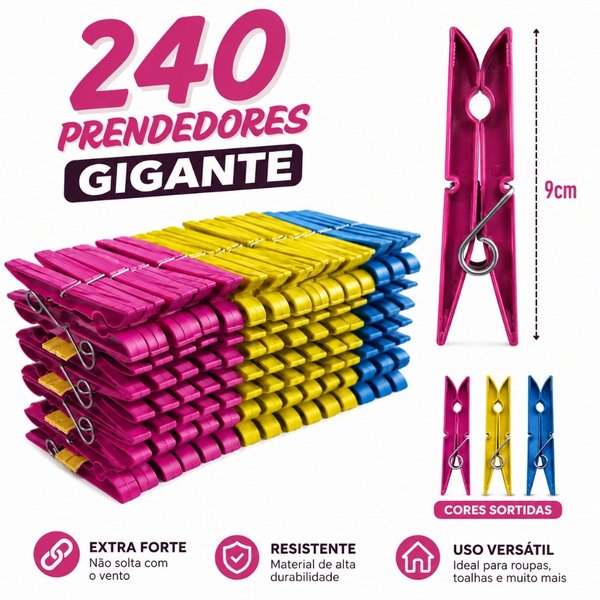 240
PRENDEDORES
GIGANTE
9cm
CORES SORTIDAS
EXTRA FORTE
Não solta com
o vento
RESISTENTE
Material de alta
durabilidade
USO VERSÁTIL
Ideal para roupas,
toalhas e muito mais